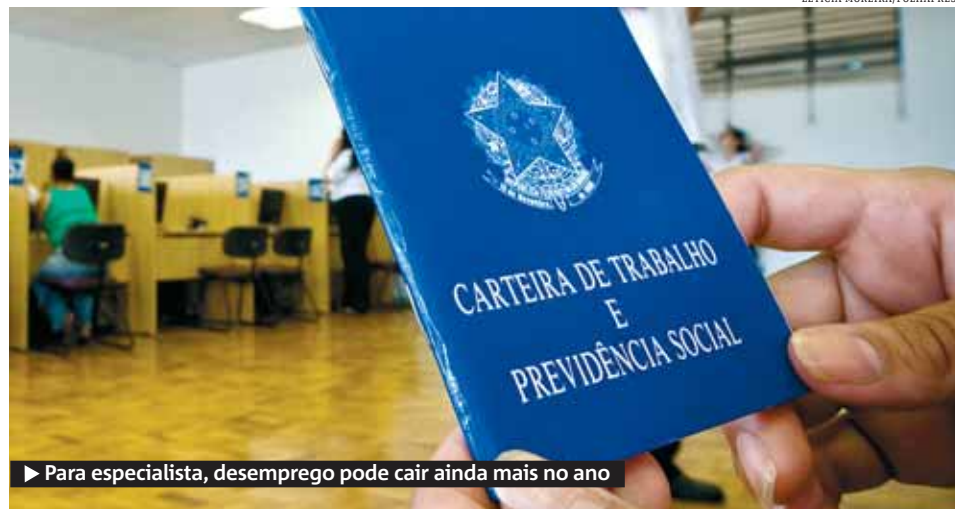 CARTEIRA DE TRABALHO
E
PREVIDÊNCIA SOCIAL
▶ Para especialista, desemprego pode cair ainda mais no ano